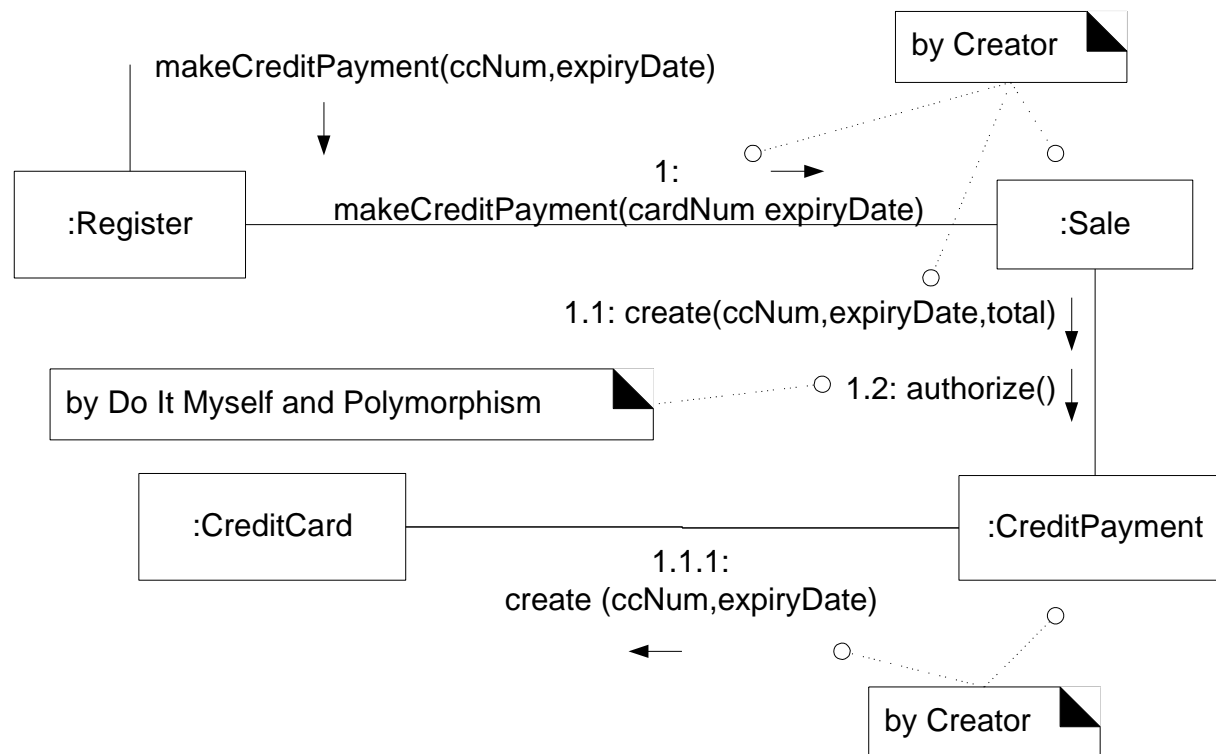 by Creator
makeCreditPayment(ccNum,expiryDate)
1:
makeCreditPayment(cardNum expiryDate)
:Register
:Sale
1.1: create(ccNum,expiryDate,total)
1.2: authorize()
by Do It Myself and Polymorphism
:CreditCard
:CreditPayment
1.1.1:
create (ccNum,expiryDate)
by Creator